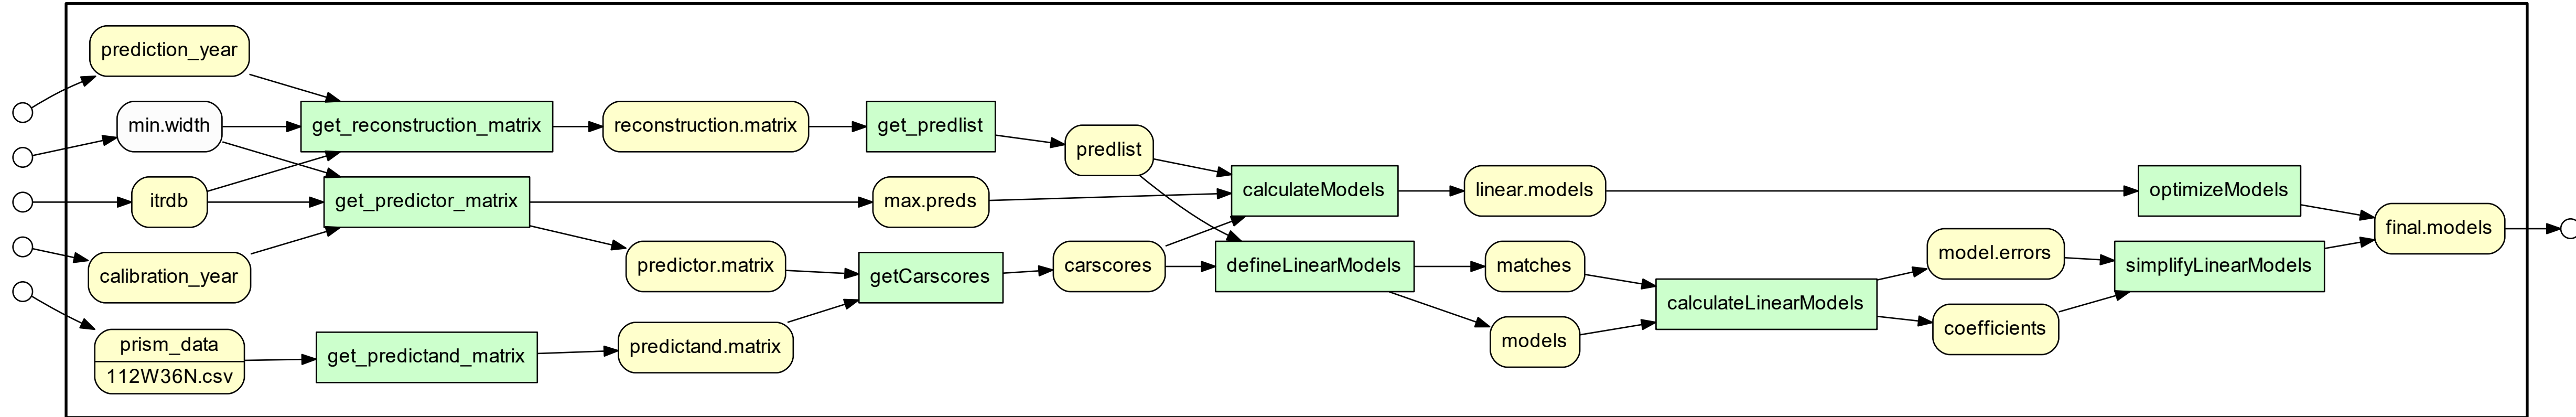 prediction_year
min.width
itrdb
calibration_year
prism_data
112W36N.csv
get_reconstruction_matrix
get_predictor_matrix
get_predictand_matrix
reconstruction.matrix
predictor.matrix
predictand.matrix
get_predlist
max.preds
getCarscores
predlist
carscores
calculateModels
defineLinearModels
linear.models
matches
models
calculateLinearModels
model.errors
coefficients
optimizeModels
simplifyLinearModels
final.models